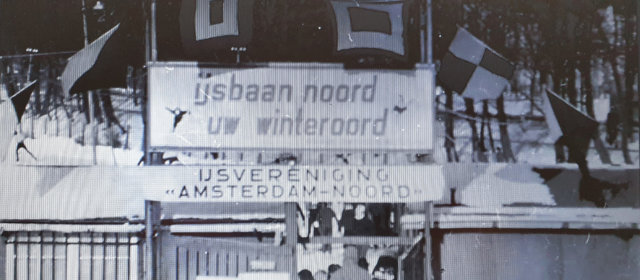 ijsbaan noord
uw winteroord
IJSVERENIGING
“AMSTERDAM-NOORD”